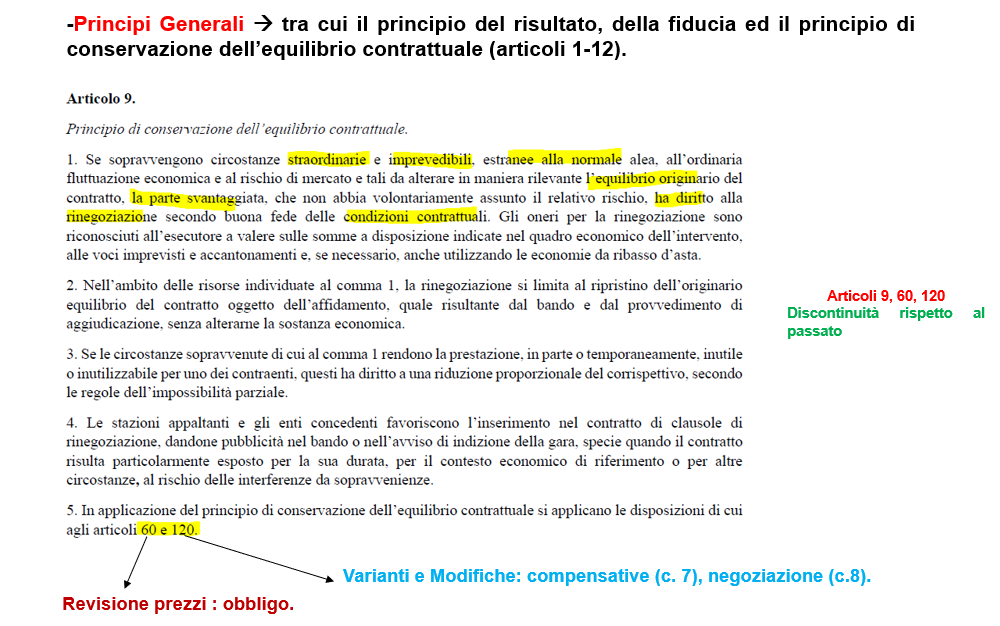 -Principi Generali → tra cui il principio del risultato, della fiducia ed il principio di
conservazione dell’equilibrio contrattuale (articoli 1-12).
Articolo 9.
Principio di conservazione dell’equilibrio contrattuale.
1. Se sopravvengono circostanze straordinarie e imprevedibili, estranee alla normale alea, all’ordinaria
fluttuazione economica e al rischio di mercato e tali da alterare in maniera rilevante l’equilibrio originario del
contratto, la parte svantaggiata, che non abbia volontariamente assunto il relativo rischio, ha diritto alla
rinegoziazione secondo buona fede delle condizioni contrattuali. Gli oneri per la rinegoziazione sono
riconosciuti all’esecutore a valere sulle somme a disposizione indicate nel quadro economico dell’intervento,
alle voci imprevisti e accantonamenti e, se necessario, anche utilizzando le economie da ribasso d’asta.
2. Nell’ambito delle risorse individuate al comma 1, la rinegoziazione si limita al ripristino dell’originario
equilibrio del contratto oggetto dell’affidamento, quale risultante dal bando e dal provvedimento di
aggiudicazione, senza alterarne la sostanza economica.
3. Se le circostanze sopravvenute di cui al comma 1 rendono la prestazione, in parte o temporaneamente, inutile
o inutilizzabile per uno dei contraenti, questi ha diritto a una riduzione proporzionale del corrispettivo, secondo
le regole dell’impossibilità parziale.
4. Le stazioni appaltanti e gli enti concedenti favoriscono l’inserimento nel contratto di clausole di
rinegoziazione, dandone pubblicità nel bando o nell’avviso di indizione della gara, specie quando il contratto
risulta particolarmente esposto per la sua durata, per il contesto economico di riferimento o per altre
circostanze, al rischio delle interferenze da sopravvenienze.
5. In applicazione del principio di conservazione dell’equilibrio contrattuale si applicano le disposizioni di cui
agli articoli 60 e 120.
Articoli 9, 60, 120
Discontinuità rispetto al
passato
Varianti e Modifiche: compensative (c. 7), negoziazione (c.8).
Revisione prezzi : obbligo.